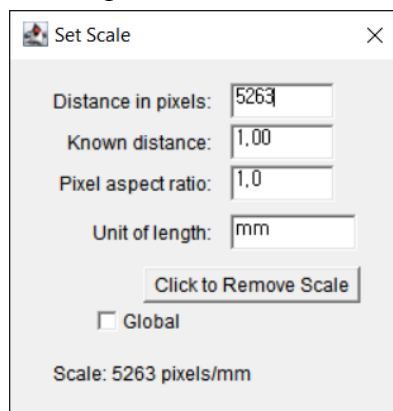 Set Scale
Distance in pixels: 5263
Known distance: 1.00
Pixel aspect ratio: 1.0
Unit of length: mm
Click to Remove Scale
Global
Scale: 5263 pixels/mm